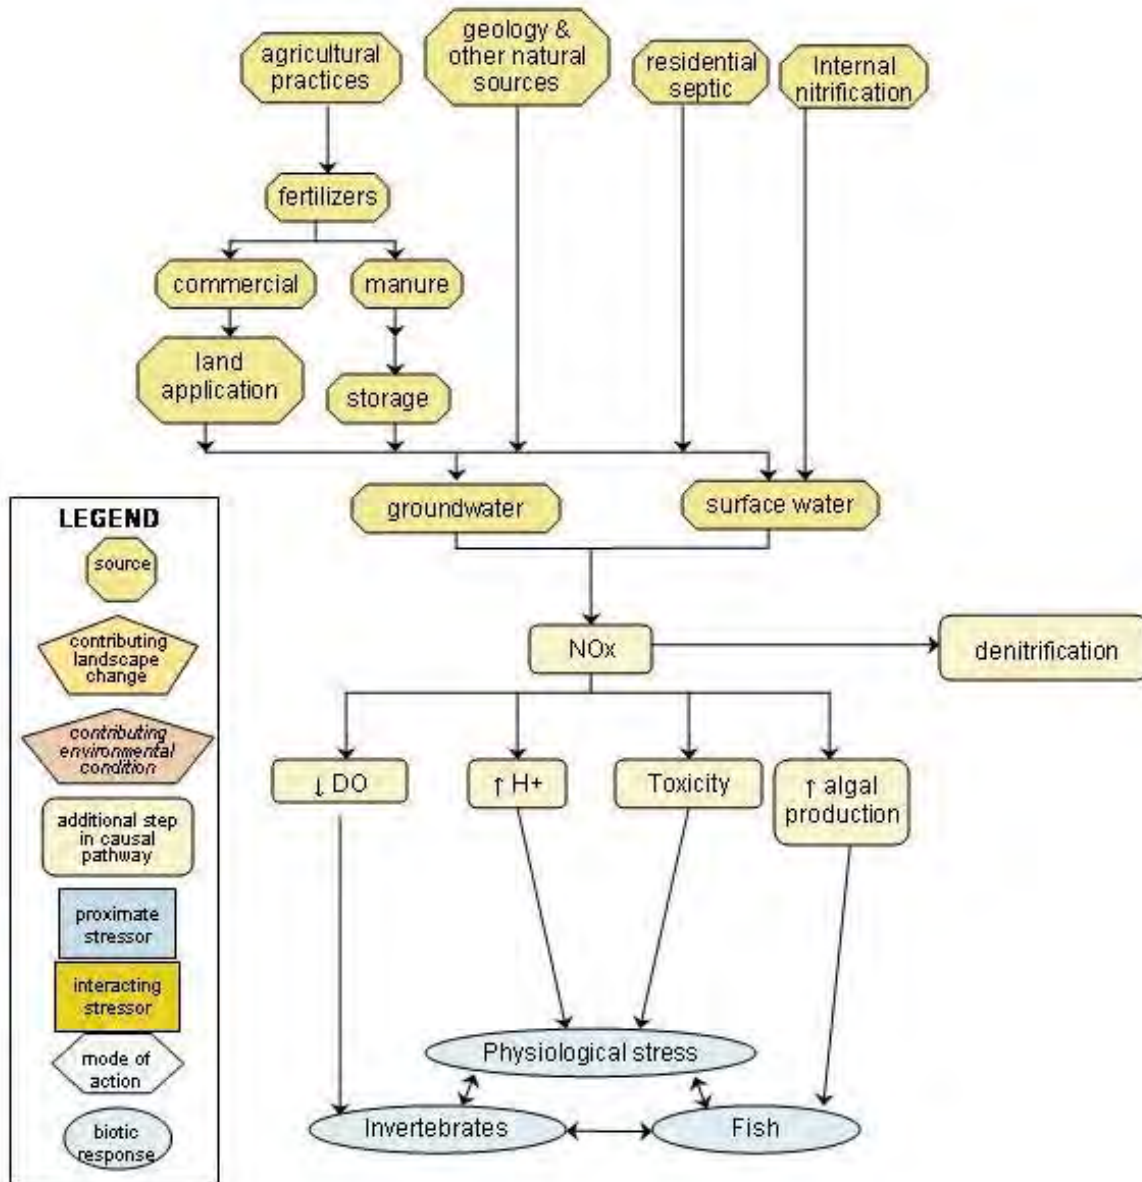 agricultural
practices
geology &
other natural
sources
residential
septic
Internal
nitrification
fertilizers
commercial
manure
land
application
storage
groundwater
surface water
NOx
denitrification
↓ DO
↑ H+
Toxicity
↑ algal
production
Physiological stress
Invertebrates
Fish
LEGEND
source
contributing
landscape
change
contributing
environmental
condition
additional step
in causal
pathway
proximate
stressor
interacting
stressor
mode of
action
biotic
response